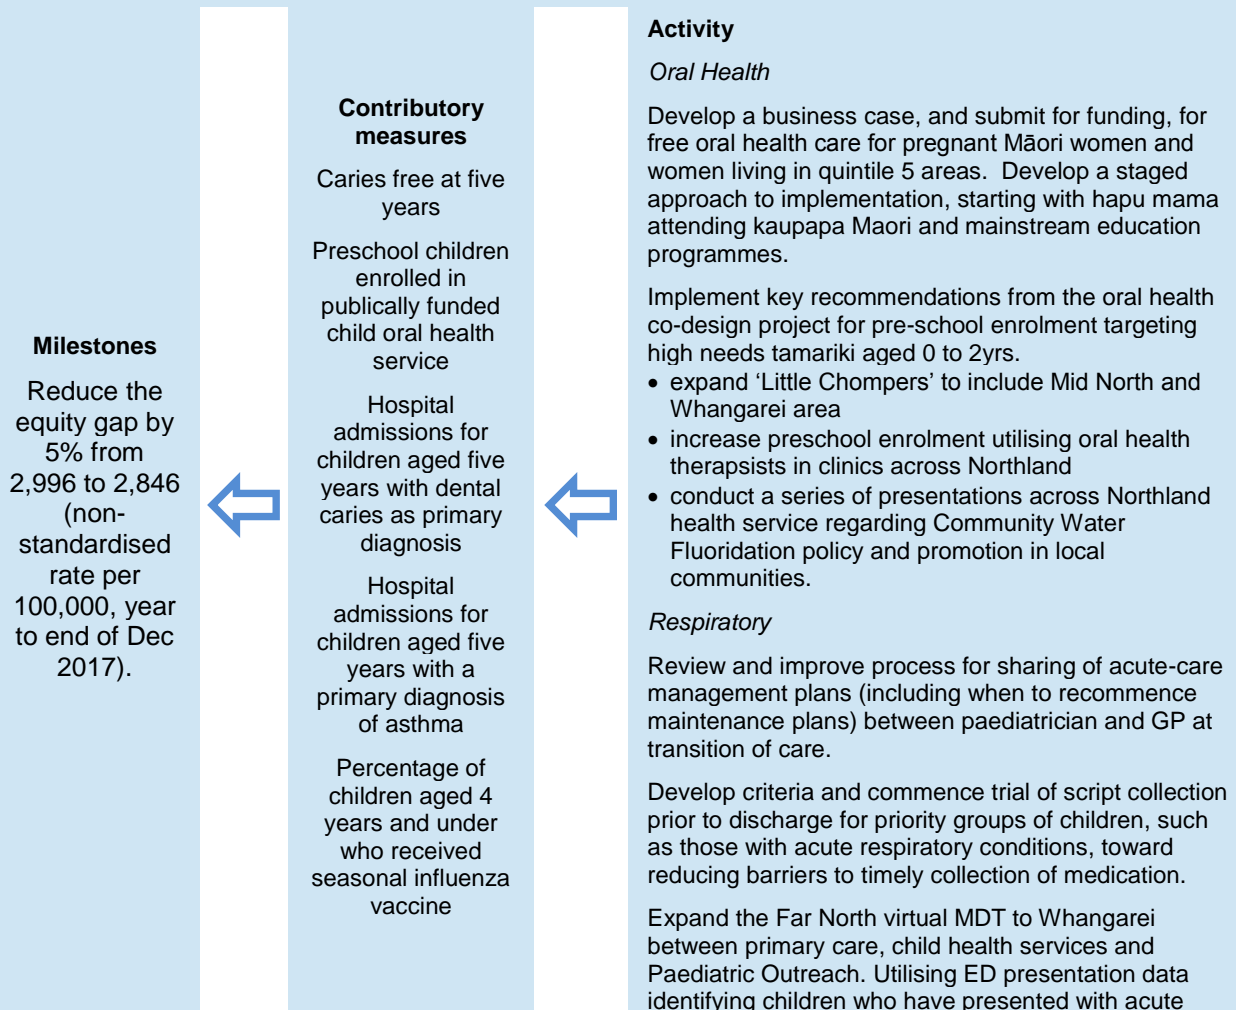 Milestones
Reduce the
equity gap by
5% from
2,996 to 2,846
(non-
standardised
rate per
100,000, year
to end of Dec
2017).
Contributory
measures
Caries free at five
years
Preschool children
enrolled in
publically funded
child oral health
service
Hospital
admissions for
children aged five
years with dental
caries as primary
diagnosis
Hospital
admissions for
children aged five
years with a
primary diagnosis
of asthma
Percentage of
children aged 4
years and under
who received
seasonal influenza
vaccine
Activity
Oral Health
Develop a business case, and submit for funding, for
free oral health care for pregnant Māori women and
women living in quintile 5 areas.  Develop a staged
approach to implementation, starting with hapu mama
attending kaupapa Maori and mainstream education
programmes.
Implement key recommendations from the oral health
co-design project for pre-school enrolment targeting
high needs tamariki aged 0 to 2yrs.
• expand ‘Little Chompers’ to include Mid North and
Whangarei area
• increase preschool enrolment utilising oral health
therapsists in clinics across Northland
• conduct a series of presentations across Northland
health service regarding Community Water
Fluoridation policy and promotion in local
communities.
Respiratory
Review and improve process for sharing of acute-care
management plans (including when to recommence
maintenance plans) between paediatrician and GP at
transition of care.
Develop criteria and commence trial of script collection
prior to discharge for priority groups of children, such
as those with acute respiratory conditions, toward
reducing barriers to timely collection of medication.
Expand the Far North virtual MDT to Whangarei
between primary care, child health services and
Paediatric Outreach. Utilising ED presentation data
identifying children who have presented with acute